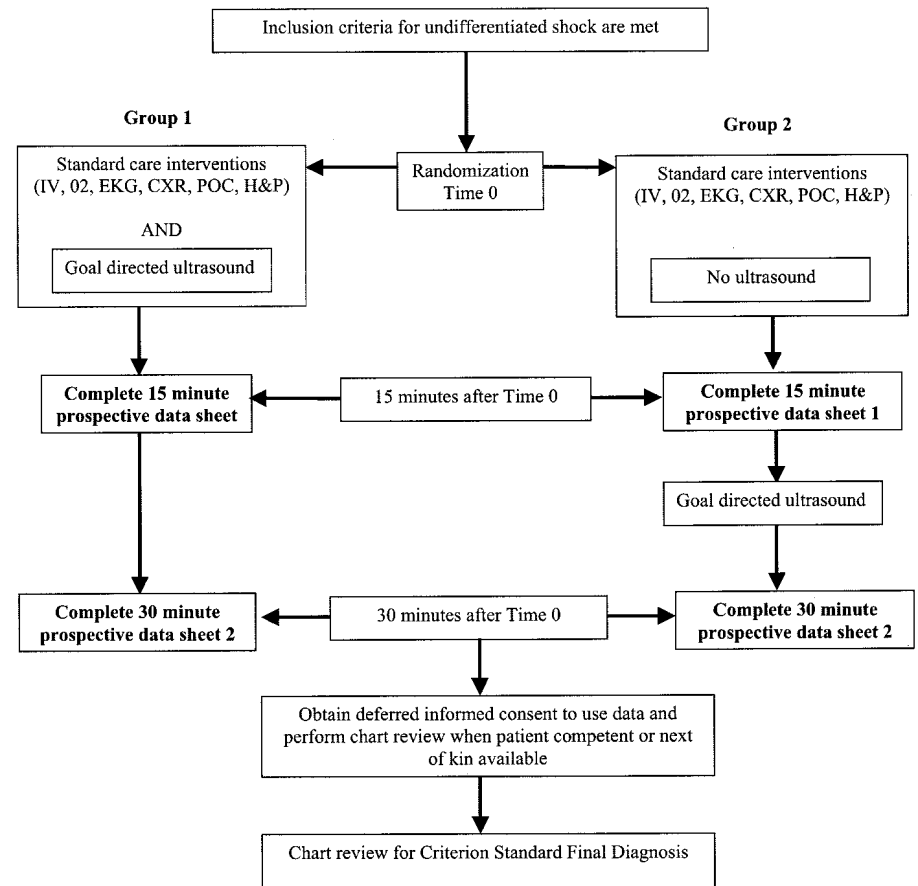 Inclusion criteria for undifferentiated shock are met
Group 1
Group 2
Standard care interventions
(IV, 02, EKG, CXR, POC, H&P)
AND
Goal directed ultrasound
Randomization
Time 0
Standard care interventions
(IV, 02, EKG, CXR, POC, H&P)
No ultrasound
Complete 15 minute
prospective data sheet
15 minutes after Time 0
Complete 15 minute
prospective data sheet 1
Goal directed ultrasound
Complete 30 minute
prospective data sheet 2
30 minutes after Time 0
Complete 30 minute
prospective data sheet 2
Obtain deferred informed consent to use data and
perform chart review when patient competent or next
of kin available
Chart review for Criterion Standard Final Diagnosis